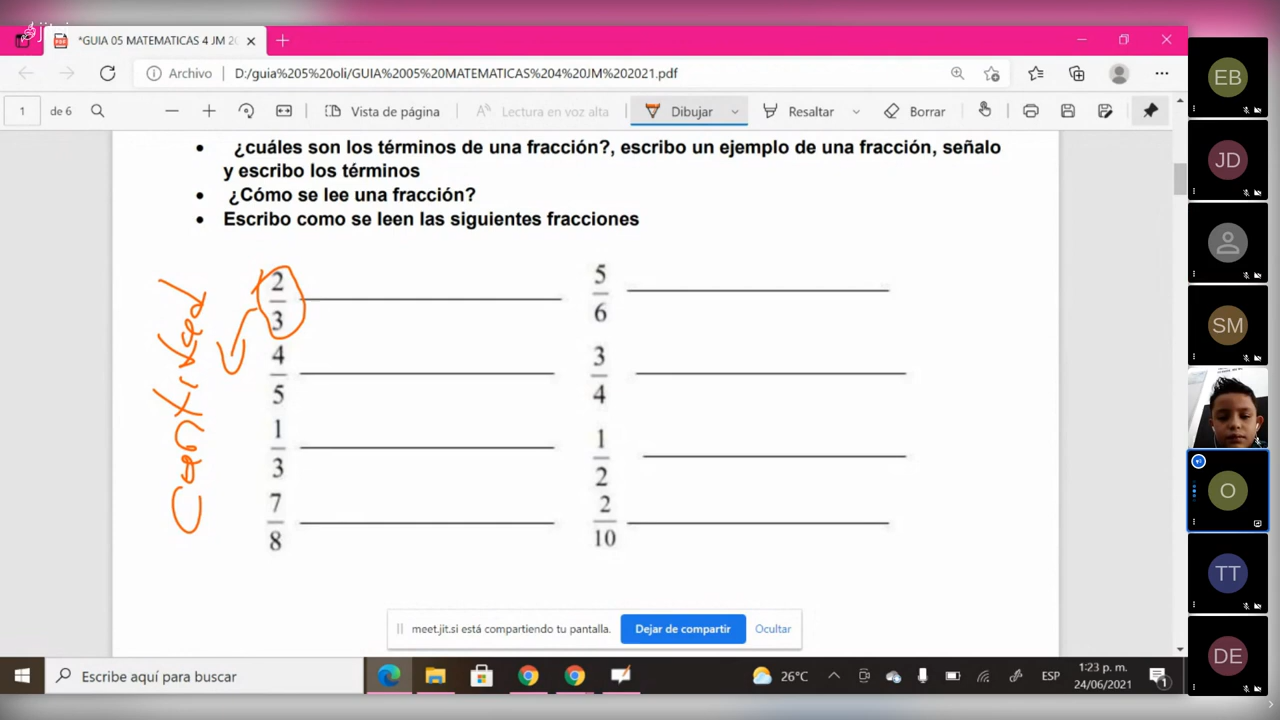 *GUIA 05 MATEMATICAS 4 JM 20
Archivo D:/guia%205%20oli/GUIA%2005%20MATEMATICAS%204%20JM%202021.pdf
1 de 6 Vista de página Lectura en voz alta Dibujar Resaltar Borrar
¿cuáles son los términos de una fracción?, escribo un ejemplo de una fracción, señalo
y escribo los términos
¿Cómo se lee una fracción?
Escribo como se leen las siguientes fracciones
2/3 5/6
4/5 3/4
1/3 1/2
7/8 2/10
Cantidad
meet.jit.si está compartiendo tu pantalla. Dejar de compartir Ocultar
Escribe aquí para buscar
26°C
ESP
1:23 p. m.
24/06/2021
1
EB
JD
SM
O
TT
DE